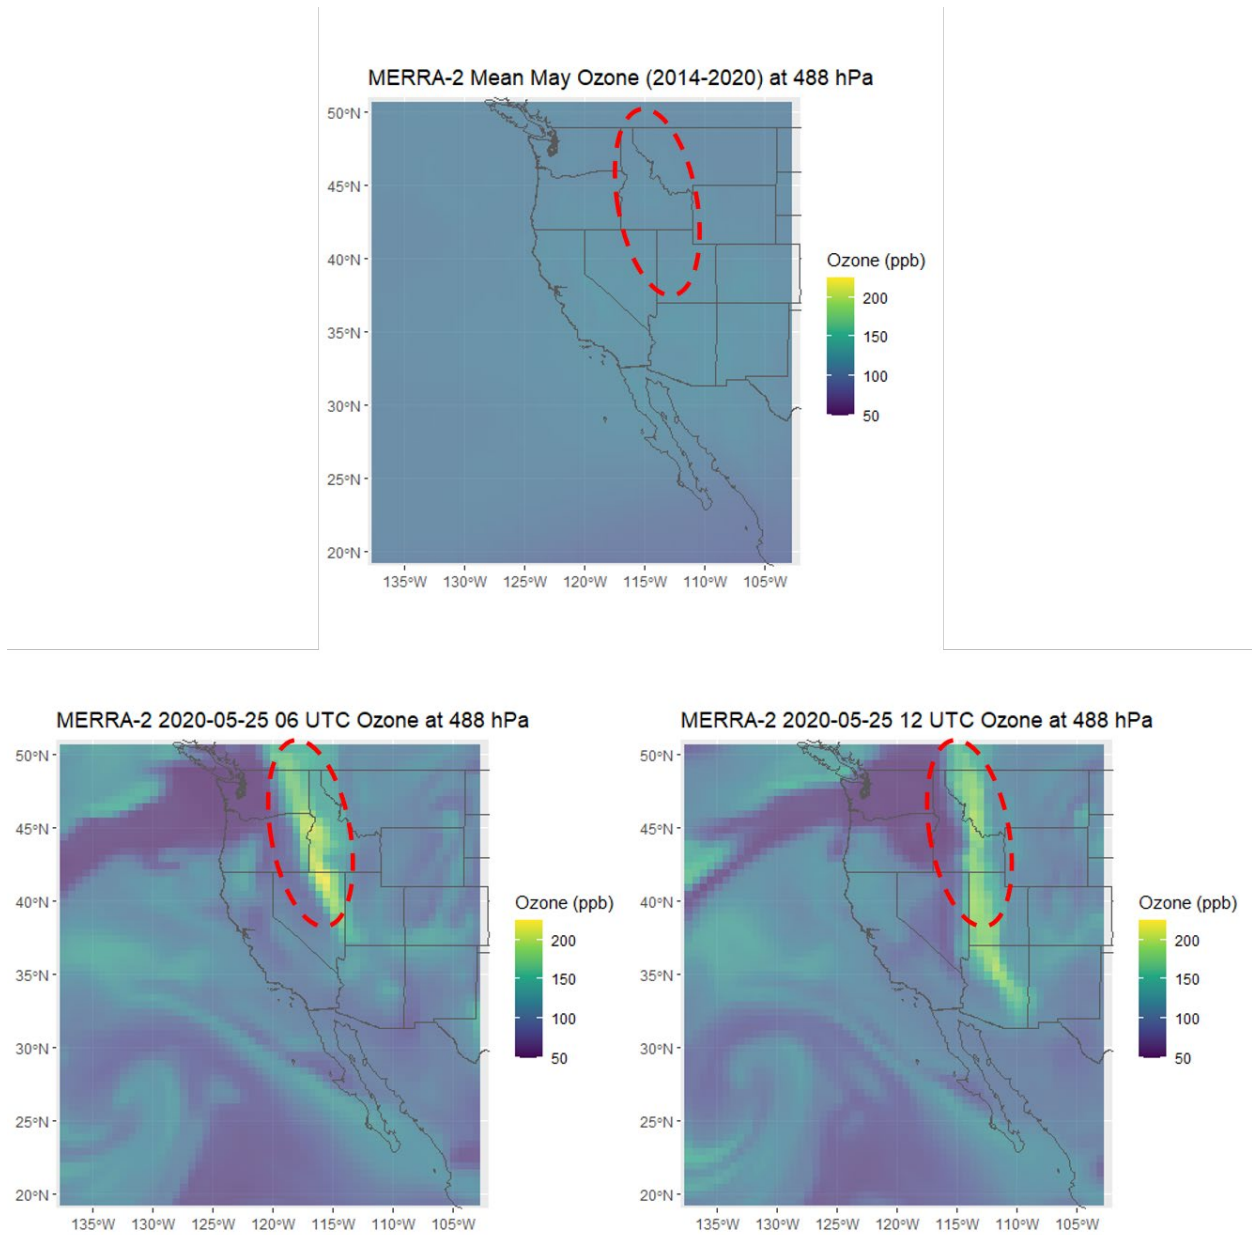 MERRA-2 Mean May Ozone (2014-2020) at 488 hPa
50°N
45°N
40°N
35°N
30°N
25°N
20°N
135°W 130°W 125°W 120°W 115°W 110°W 105°W
Ozone (ppb)
200
150
100
50
MERRA-2 2020-05-25 06 UTC Ozone at 488 hPa
50°N
45°N
40°N
35°N
30°N
25°N
20°N
135°W 130°W 125°W 120°W 115°W 110°W 105°W
Ozone (ppb)
200
150
100
50
MERRA-2 2020-05-25 12 UTC Ozone at 488 hPa
50°N
45°N
40°N
35°N
30°N
25°N
20°N
135°W 130°W 125°W 120°W 115°W 110°W 105°W
Ozone (ppb)
200
150
100
50